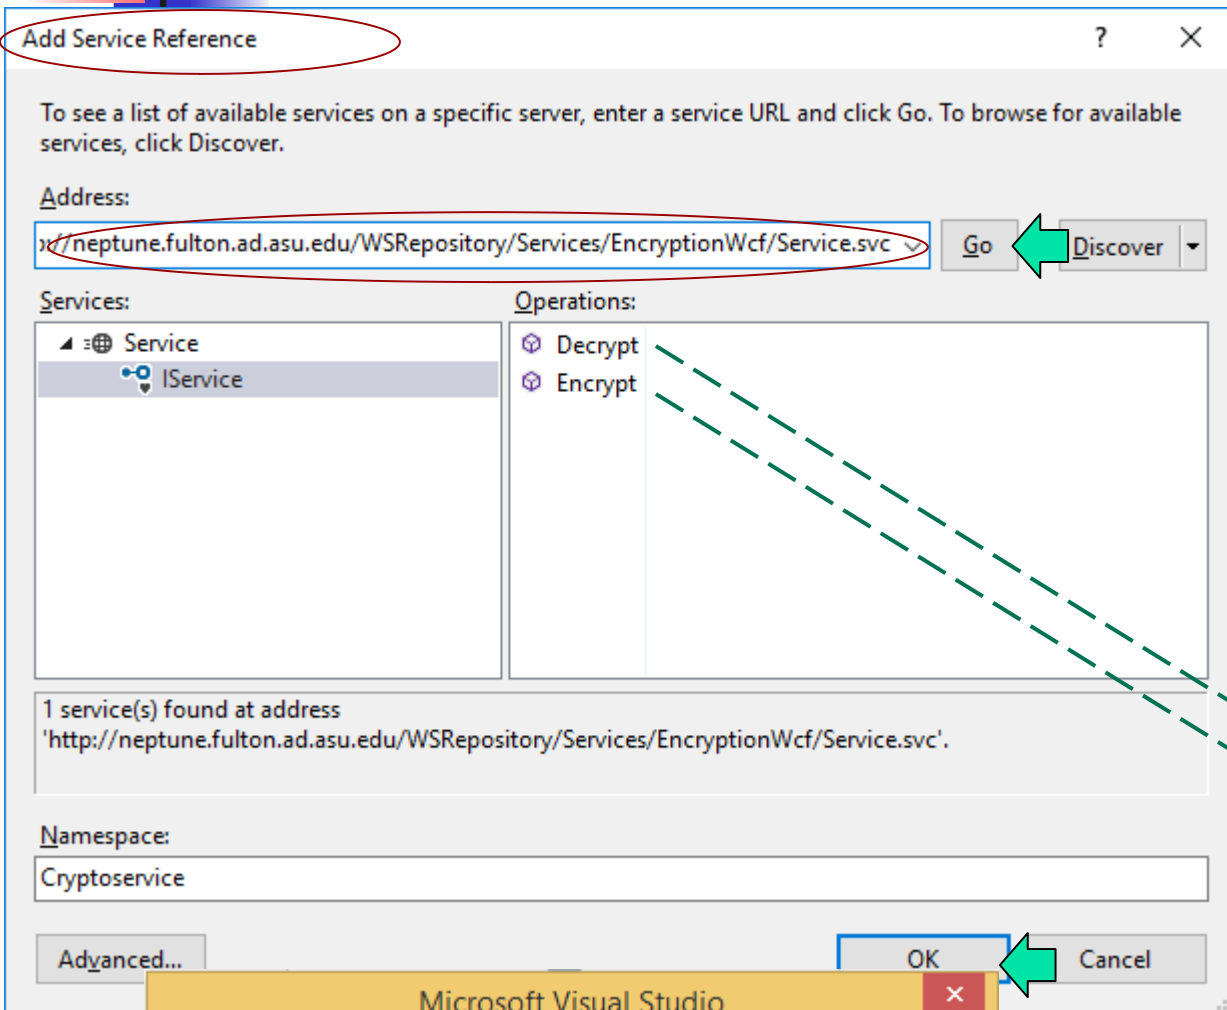 Add Service Reference
?
To see a list of available services on a specific server, enter a service URL and click Go. To browse for available
services, click Discover.
Address:
://neptune.fulton.ad.asu.edu/WSRepository/Services/EncryptionWcf/Service.svc Go Discover
Services: Operations:
Service
IService
Decrypt
Encrypt
1 service(s) found at address
'http://neptune.fulton.ad.asu.edu/WSRepository/Services/EncryptionWcf/Service.svc'.
Namespace:
Cryptoservice
Advanced... OK Cancel
Microsoft Visual Studio